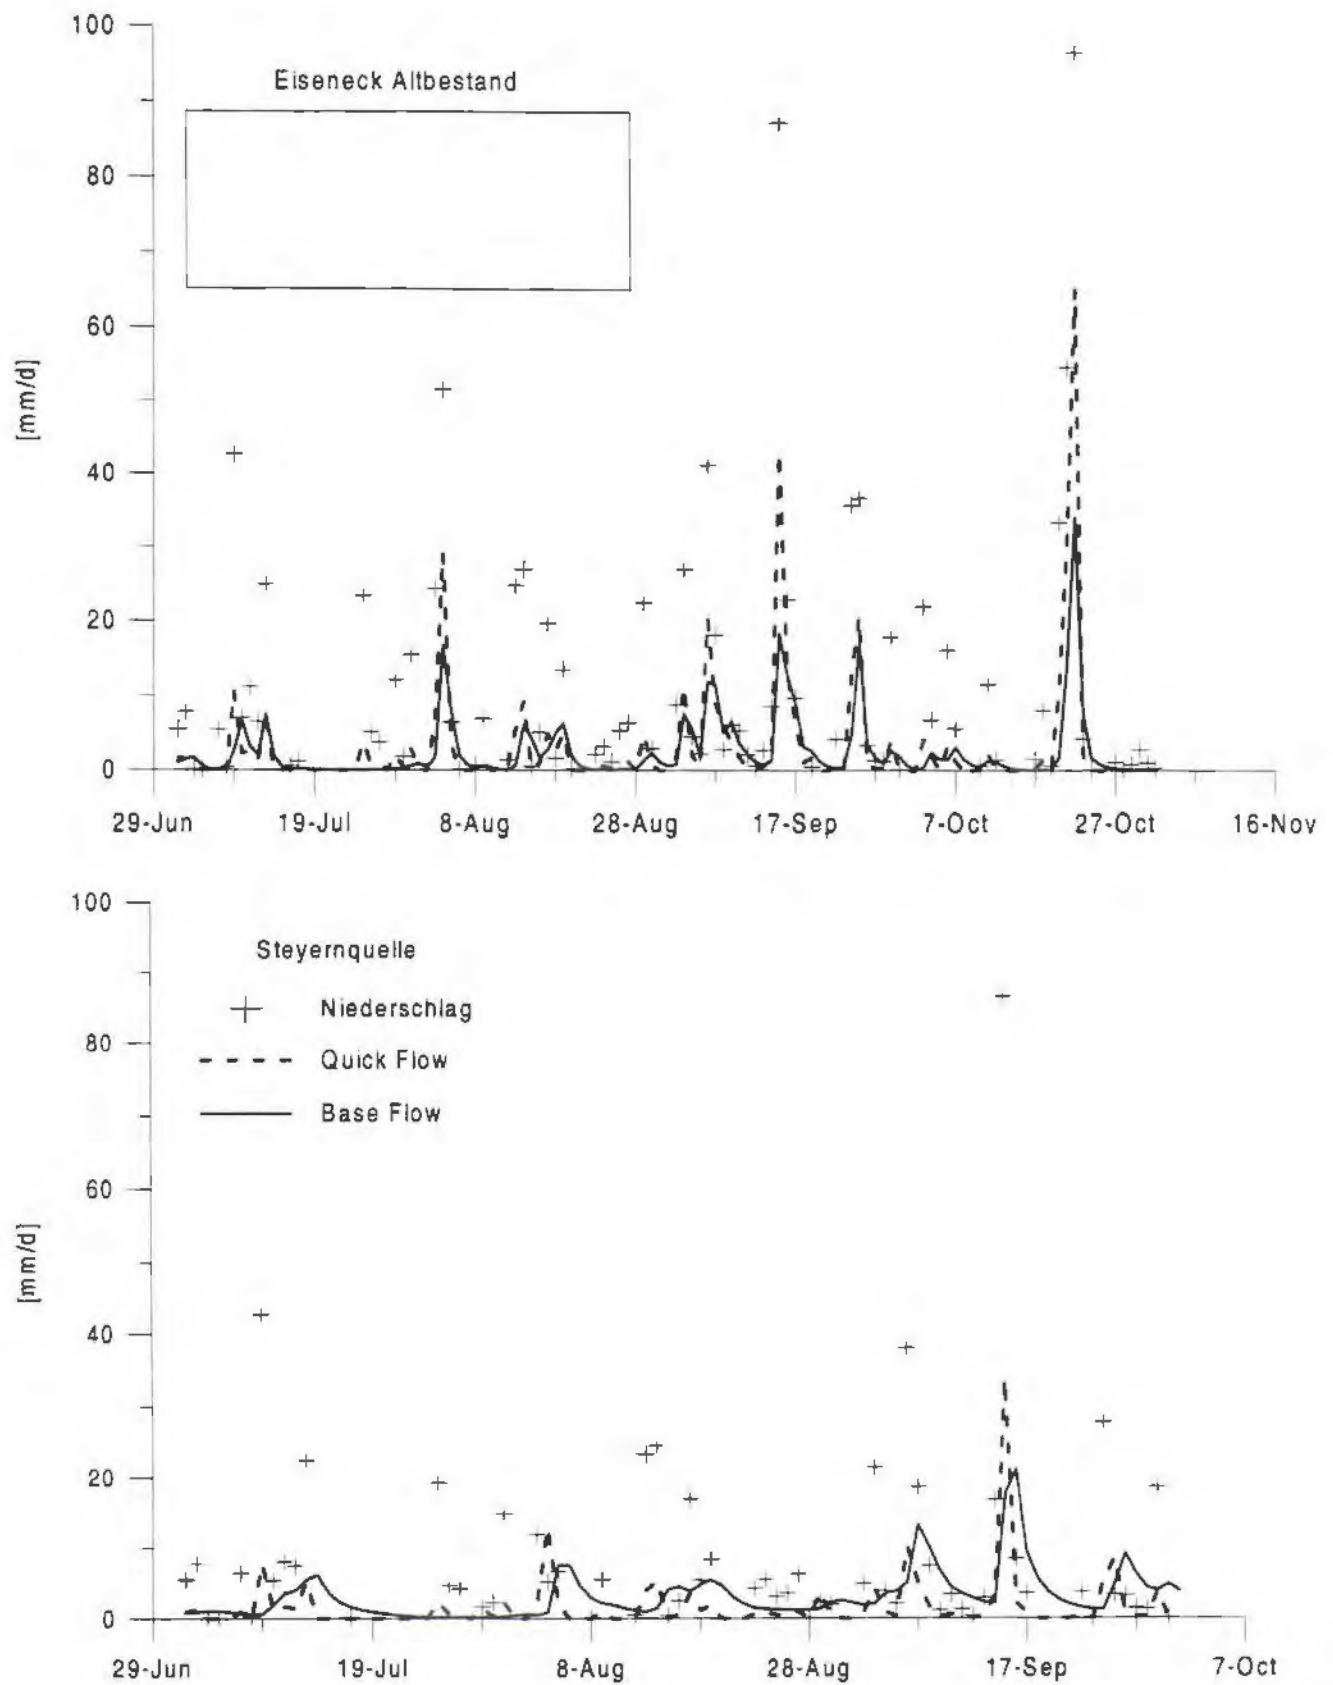 100
Eiseneck Altbestand
80
60
[mm/d]
40
20
0
29-Jun 19-Jul 8-Aug 28-Aug 17-Sep 7-Oct 27-Oct 16-Nov
100
Steyernquelle
Niederschlag
80
Quick Flow
Base Flow
60
[mm/d]
40
20
0
29-Jun 19-Jul 8-Aug 28-Aug 17-Sep 7-Oct